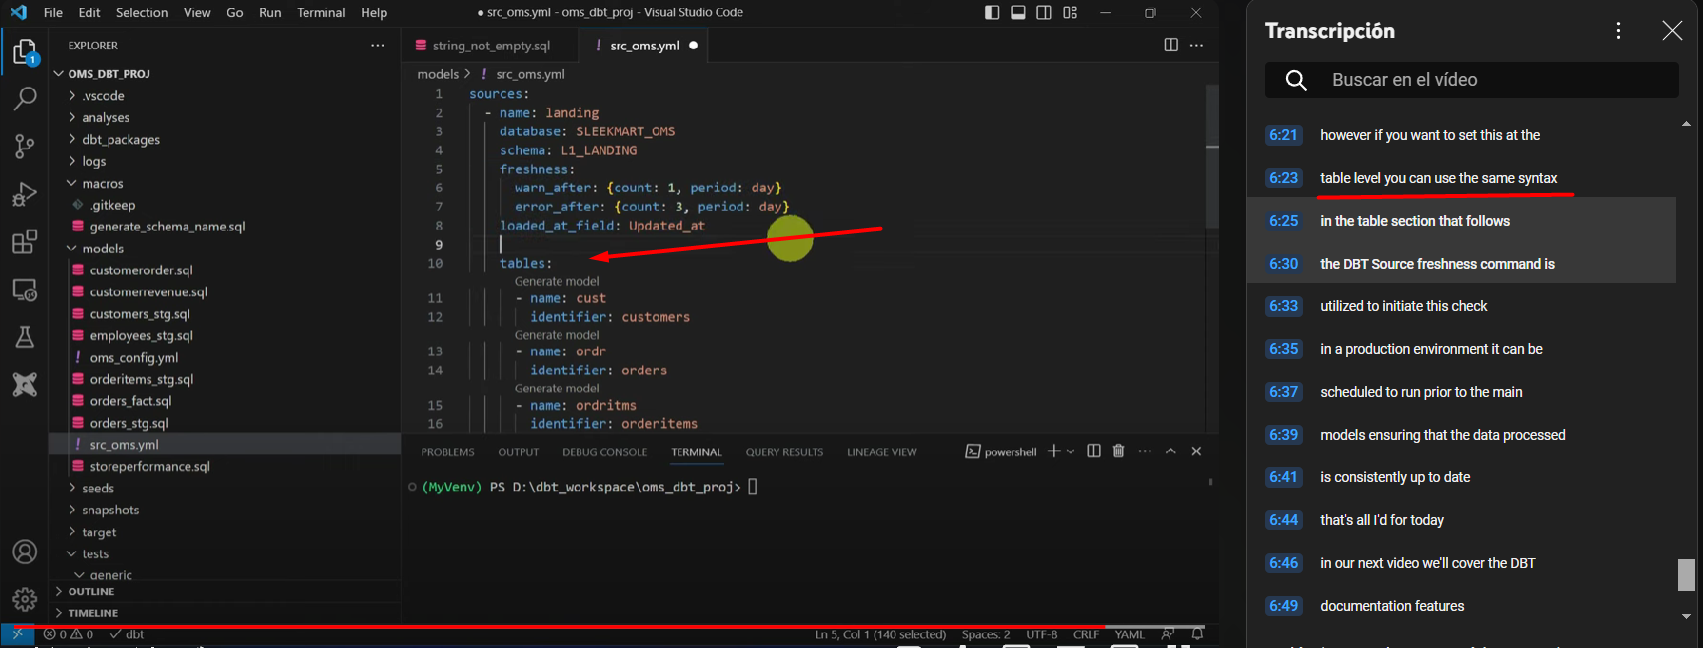 File Edit Selection View Go Run Terminal Help
● src_oms.yml - oms_dbt_proj - Visual Studio Code
1
EXPLORER ···
OMS_DBT_PROJ
.vscode
analyses
dbt_packages
logs
macros
.gitkeep
generate_schema_name.sql
models
customerorder.sql
customerrevenue.sql
customers_stg.sql
employees_stg.sql
! oms_config.yml
orderitems_stg.sql
orders_fact.sql
orders_stg.sql
! src_oms.yml
storeperformance.sql
seeds
snapshots
target
tests
generic
OUTLINE
TIMELINE
string_not_empty.sql ! src_oms.yml ●
models > ! src_oms.yml
1 sources:
2 - name: landing
3 database: SLEEKMART_OMS
4 schema: L1_LANDING
5 freshness:
6 warn_after: {count: 1, period: day}
7 error_after: {count: 3, period: day}
8 loaded_at_field: Updated_at
9
10 tables:
Generate model
11 - name: cust
12 identifier: customers
Generate model
13 - name: ordr
14 identifier: orders
Generate model
15 - name: ordritms
16 identifier: orderitems
PROBLEMS OUTPUT DEBUG CONSOLE TERMINAL QUERY RESULTS LINEAGE VIEW powershell
(MyVenv) PS D:\dbt_workspace\oms_dbt_proj>
0 0 dbt Ln 5, Col 1 (140 selected) Spaces: 2 UTF-8 CRLF YAML
Transcripción
Buscar en el vídeo
6:21 however if you want to set this at the
6:23 table level you can use the same syntax
6:25 in the table section that follows
6:30 the DBT Source freshness command is
6:33 utilized to initiate this check
6:35 in a production environment it can be
6:37 scheduled to run prior to the main
6:39 models ensuring that the data processed
6:41 is consistently up to date
6:44 that's all I'd for today
6:46 in our next video we'll cover the DBT
6:49 documentation features